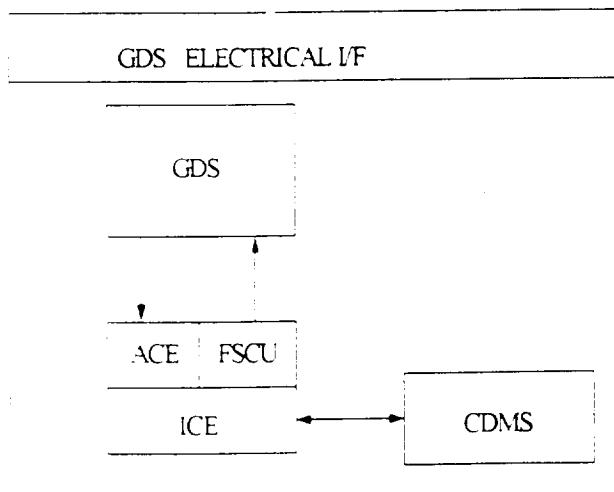 GDS ELECTRICAL I/F
GDS
ACE FSCU
ICE
CDMS